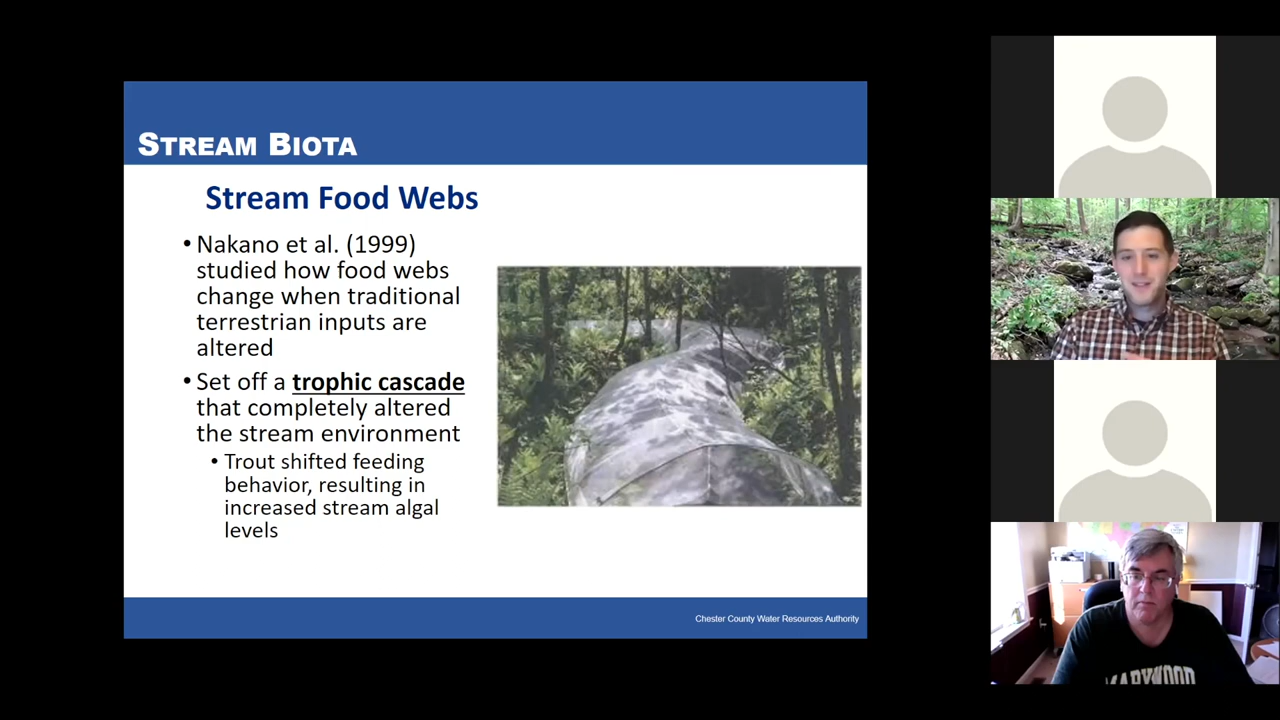 STREAM BIOTA
Stream Food Webs
• Nakano et al. (1999)
studied how food webs
change when traditional
terrestrian inputs are
altered
• Set off a trophic cascade
that completely altered
the stream environment
• Trout shifted feeding
behavior, resulting in
increased stream algal
levels
Chester County Water Resources Authority
MARYWOOD